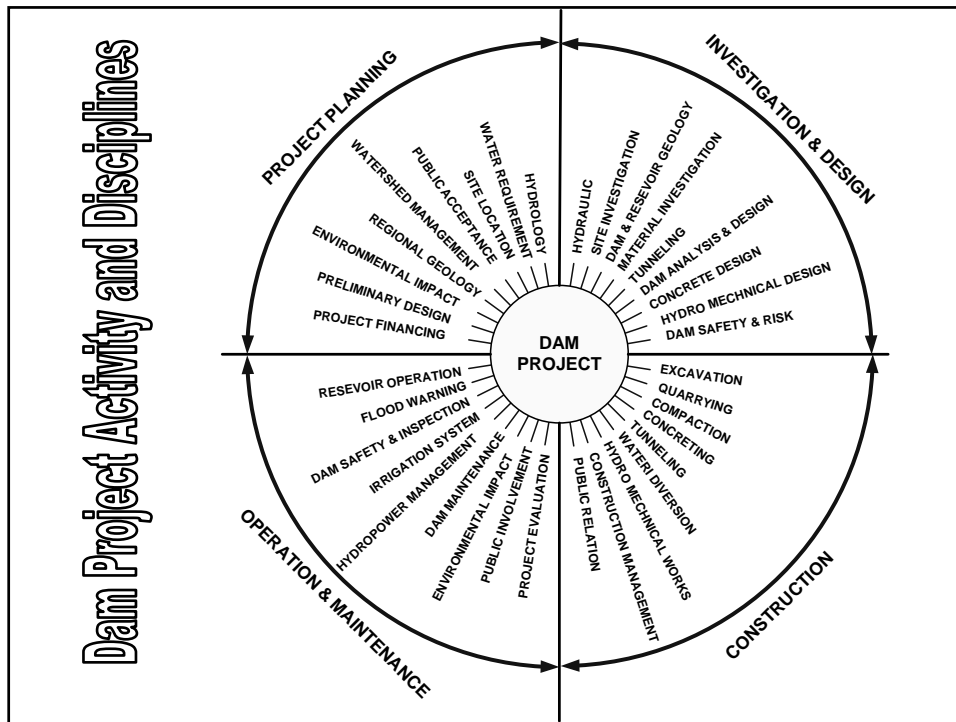 Dam Project Activity and Disciplines
PROJECT PLANNING
PROJECT FINANCING
PRELIMINARY DESIGN
ENVIRONMENTAL IMPACT
REGIONAL GEOLOGY
WATERSHED MANAGEMENT
PUBLIC ACCEPTANCE
SITE LOCATION
WATER REQUIREMENT
HYDROLOGY
INVESTIGATION & DESIGN
HYDRAULIC
SITE INVESTIGATION
DAM & RESERVOIR GEOLOGY
MATERIAL INVESTIGATION
TUNNELING
DAM ANALYSIS & DESIGN
CONCRETE DESIGN
HYDRO MECHNICAL DESIGN
DAM SAFETY & RISK
DAM
PROJECT
EXCAVATION
QUARRYING
COMPACTION
CONCRETING
TUNNELING
WATERI DIVERSION
HYDRO MECHNICAL WORKS
CONSTRUCTION MANAGEMENT
PUBLIC RELATION
CONSTRUCTION
RESEVOIR OPERATION
FLOOD WARNING
DAM SAFETY & INSPECTION
IRRIGATION SYSTEM
HYDROPOWER MANAGEMENT
DAM MAINTENANCE
ENVIRONMENTAL IMPACT
PUBLIC INVOLVEMENT
PROJECT EVALUATION
OPERATION & MAINTENANCE